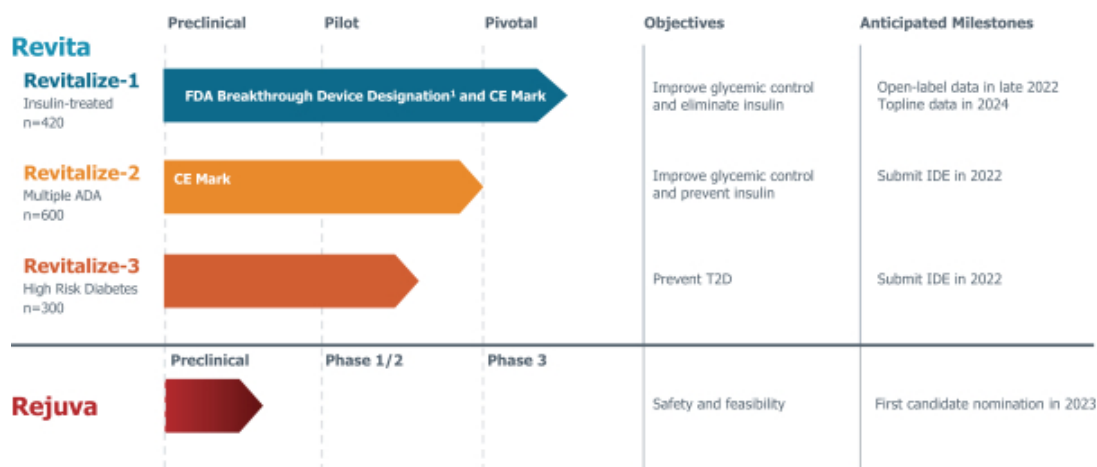 Preclinical Pilot Pivotal Objectives Anticipated Milestones
Revita
Revitalize-1
Insulin-treated
n=420
FDA Breakthrough Device Designation¹ and CE Mark
Improve glycemic control
and eliminate insulin
Open-label data in late 2022
Topline data in 2024
Revitalize-2
Multiple ADA
n=600
CE Mark
Improve glycemic control
and prevent insulin
Submit IDE in 2022
Revitalize-3
High Risk Diabetes
n=300
Prevent T2D
Submit IDE in 2022
Preclinical Phase 1/2 Phase 3
Rejuva
Safety and feasibility
First candidate nomination in 2023